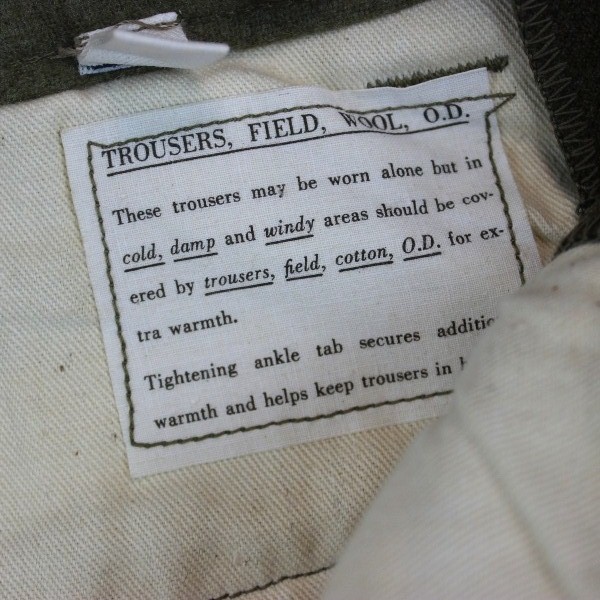 TROUSERS, FIELD, WOOL, O.D.
These trousers may be worn alone but in
cold, damp and windy areas should be cov-
ered by trousers, field, cotton, O.D. for ex-
tra warmth.
Tightening ankle tab secures
warmth and helps keep trousers in